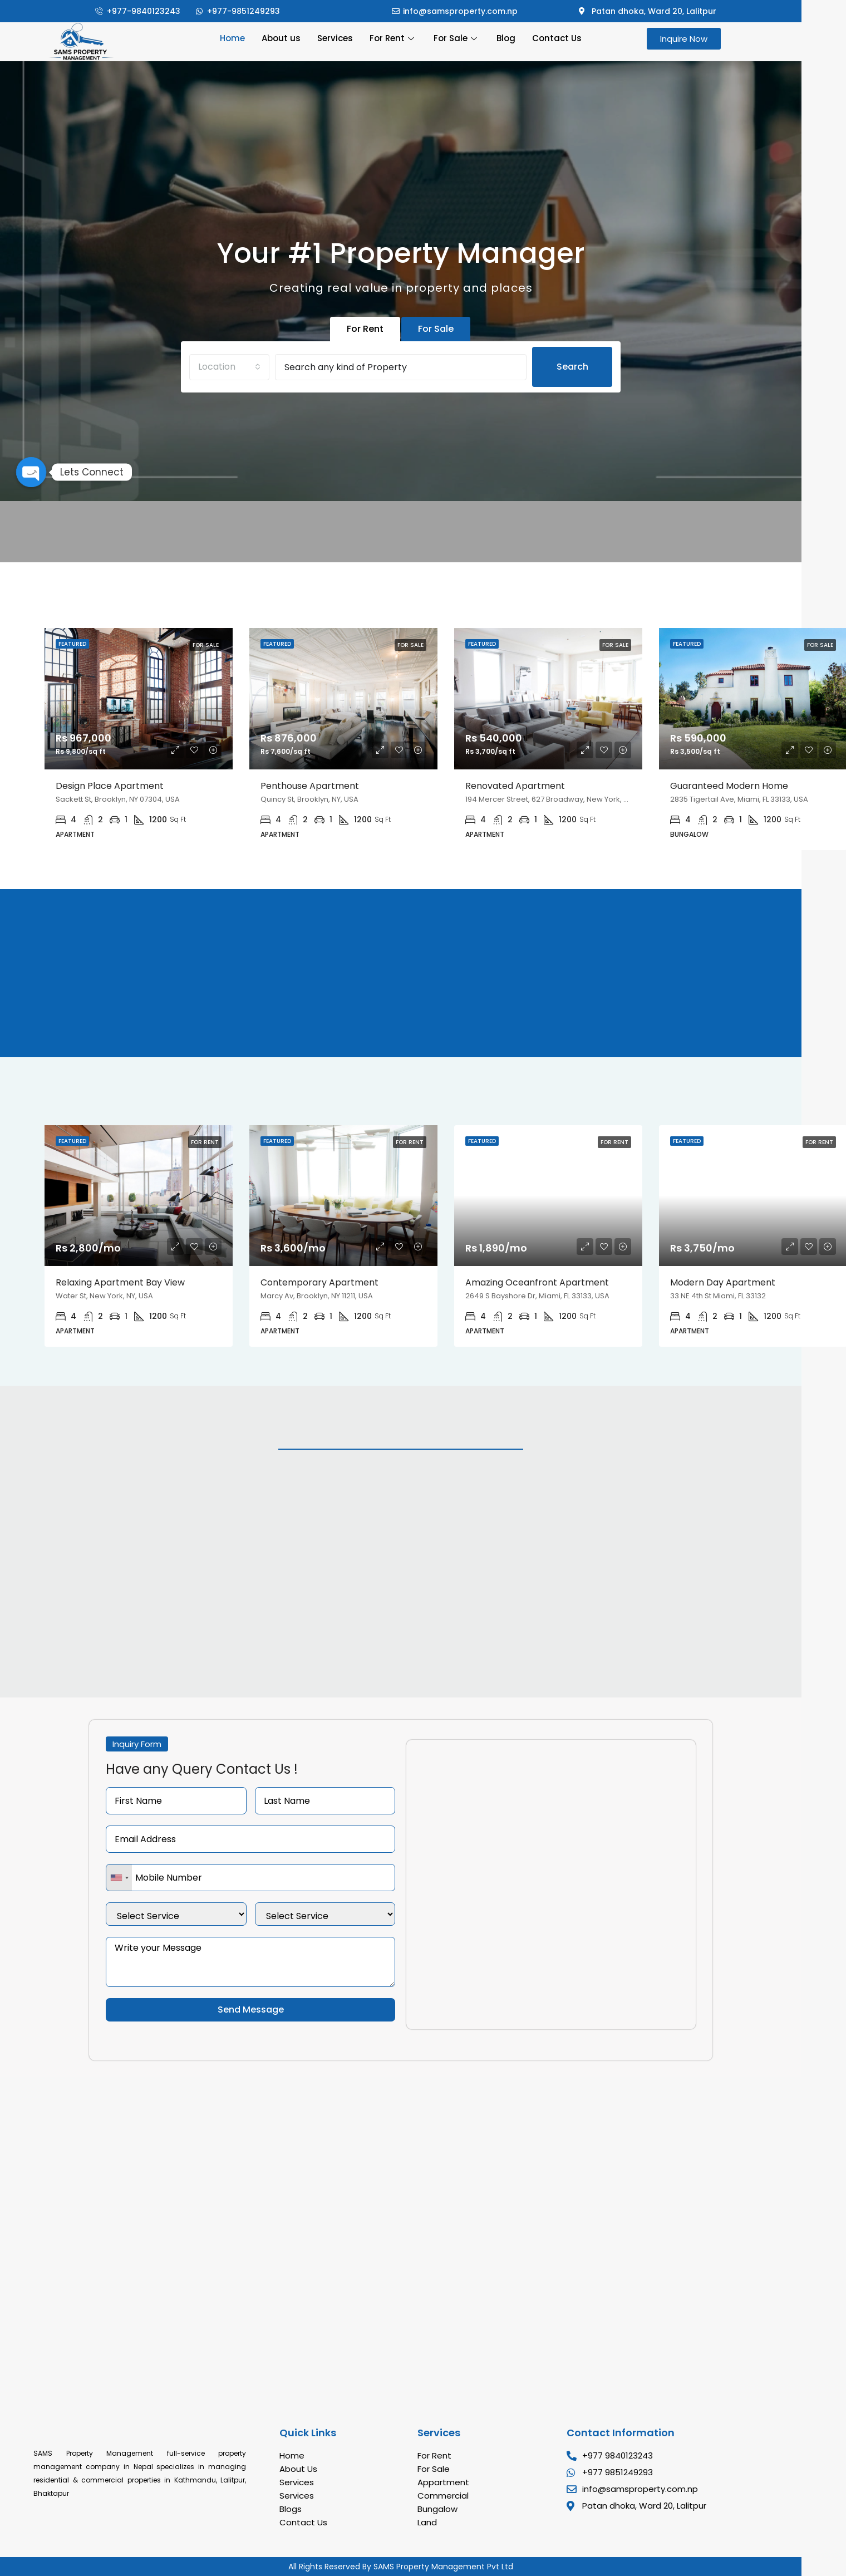 +977-9840123243 +977-9851249293 info@samsproperty.com.np Patan dhoka, Ward 20, Lalitpur
SAMS PROPERTY
MANAGEMENT
Home About us Services For Rent For Sale Blog Contact Us Inquire Now
Your #1 Property Manager
Creating real value in property and places
For Rent For Sale
Location Search any kind of Property Search
Lets Connect
FEATURED FOR SALE FEATURED FOR SALE FEATURED FOR SALE FEATURED FOR SALE
Rs 967,000 Rs 876,000 Rs 540,000 Rs 590,000
Rs 9,800/sq ft Rs 7,600/sq ft Rs 3,700/sq ft Rs 3,500/sq ft
Design Place Apartment Penthouse Apartment Renovated Apartment Guaranteed Modern Home
Sackett St, Brooklyn, NY 07304, USA Quincy St, Brooklyn, NY, USA 194 Mercer Street, 627 Broadway, New York, ... 2835 Tigertail Ave, Miami, FL 33133, USA
4 2 1 1200 Sq Ft 4 2 1 1200 Sq Ft 4 2 1 1200 Sq Ft 4 2 1 1200 Sq Ft
APARTMENT APARTMENT APARTMENT BUNGALOW
FEATURED FOR RENT FEATURED FOR RENT FEATURED FOR RENT FEATURED FOR RENT
Rs 2,800/mo Rs 3,600/mo Rs 1,890/mo Rs 3,750/mo
Relaxing Apartment Bay View Contemporary Apartment Amazing Oceanfront Apartment Modern Day Apartment
Water St, New York, NY, USA Marcy Av, Brooklyn, NY 11211, USA 2649 S Bayshore Dr, Miami, FL 33133, USA 33 NE 4th St Miami, FL 33132
4 2 1 1200 Sq Ft 4 2 1 1200 Sq Ft 4 2 1 1200 Sq Ft 4 2 1 1200 Sq Ft
APARTMENT APARTMENT APARTMENT APARTMENT
Inquiry Form
Have any Query Contact Us !
First Name Last Name
Email Address
Mobile Number
Select Service Select Service
Write your Message
Send Message
SAMS Property Management full-service property
management company in Nepal specializes in managing
residential & commercial properties in Kathmandu, Lalitpur,
Bhaktapur
Quick Links
Home
About Us
Services
Services
Blogs
Contact Us
Services
For Rent
For Sale
Appartment
Commercial
Bungalow
Land
Contact Information
+977 9840123243
+977 9851249293
info@samsproperty.com.np
Patan dhoka, Ward 20, Lalitpur
All Rights Reserved By SAMS Property Management Pvt Ltd